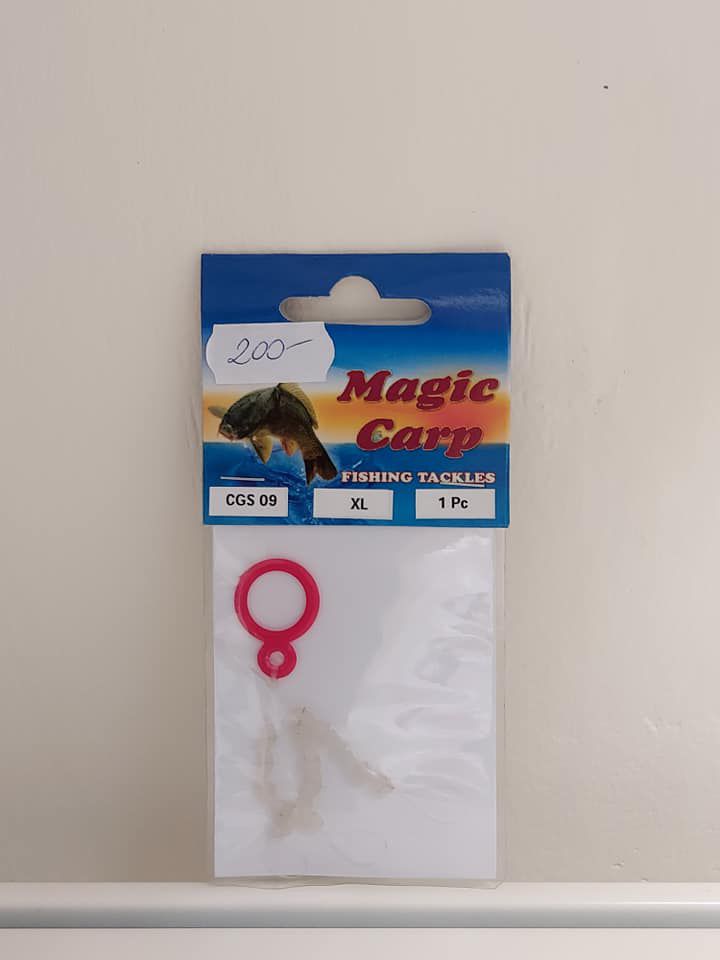 200-
Magic
Carp
FISHING TACKLES
CGS 09
XL
1 Pc